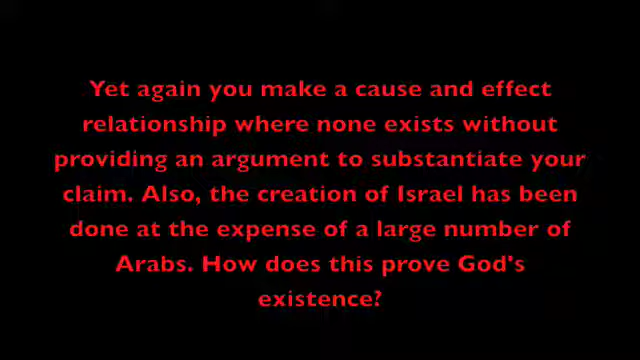 Yet again you make a cause and effect
relationship where none exists without
providing an argument to substantiate your
claim. Also, the creation of Israel has been
done at the expense of a large number of
Arabs. How does this prove God's
existence?